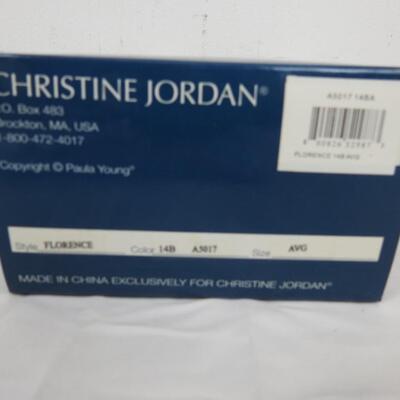 CHRISTINE JORDAN®
P.O. Box 483
Brockton, MA, USA
1-800-472-4017
Copyright © Paula Young®
A5017 14BA
FLORENCE 14B AVG
Style FLORENCE Color 14B A5017 Size AVG
MADE IN CHINA EXCLUSIVELY FOR CHRISTINE JORDAN®